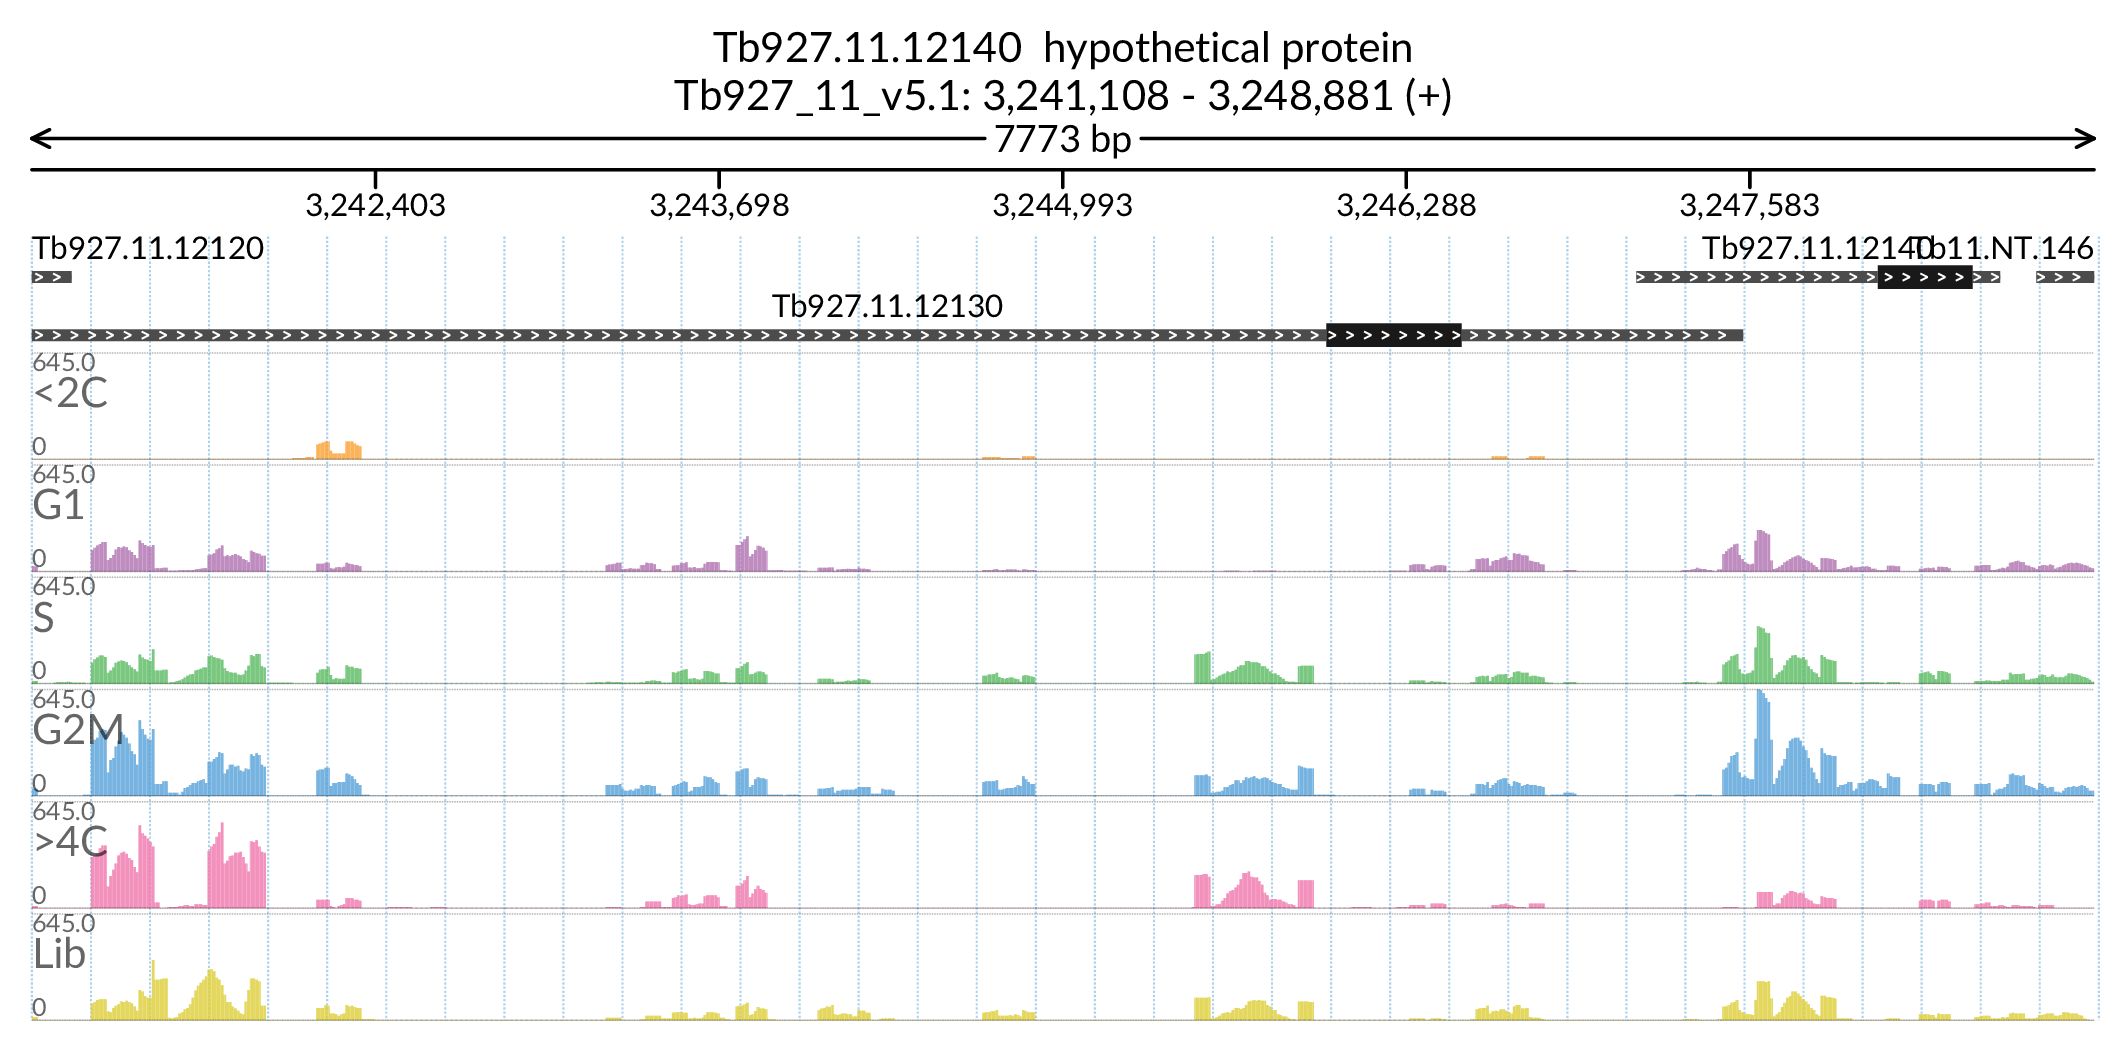 Tb927.11.12140  hypothetical protein
Tb927_11_v5.1: 3,241,108 - 3,248,881 (+)
7773 bp
3,242,403 3,243,698 3,244,993 3,246,288 3,247,583
Tb927.11.12120 Tb927.11.12140 Tb11.NT.146
Tb927.11.12130
645.0
<2C
0
645.0
G1
0
645.0
S
0
645.0
G2M
0
645.0
>4C
0
645.0
Lib
0